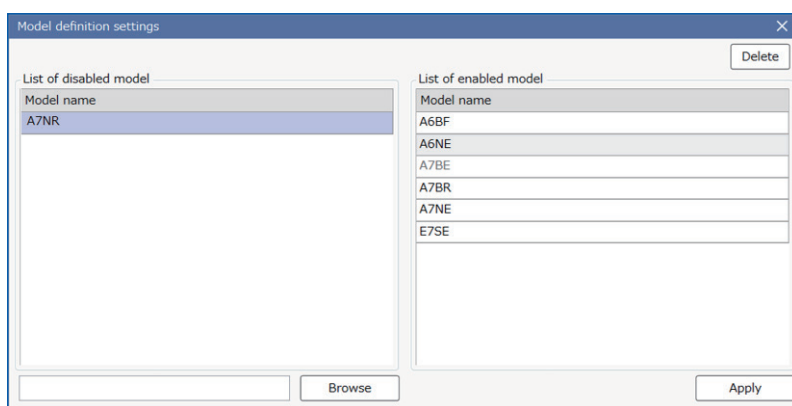 Model definition settings
Delete
List of disabled model
Model name
A7NR
List of enabled model
Model name
A6BF
A6NE
A7BE
A7BR
A7NE
E7SE
Browse
Apply